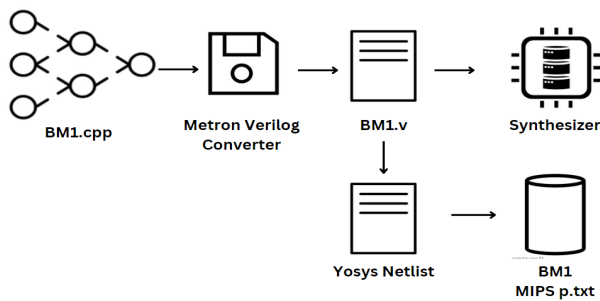 BM1.cpp
Metron Verilog
Converter
BM1.v
Synthesizer
Yosys Netlist
BM1
MIPS p.txt